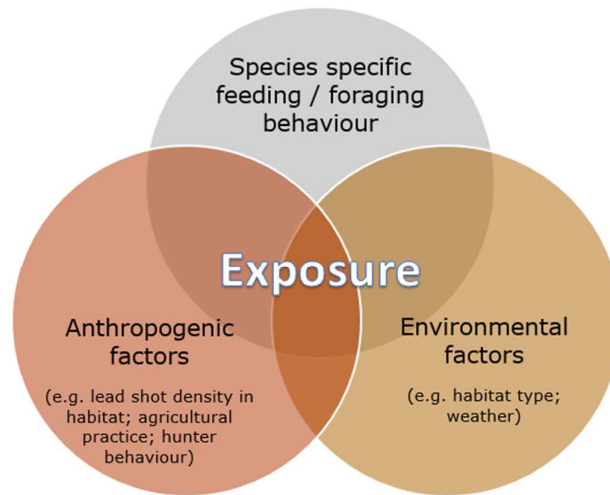 Species specific
feeding / foraging
behaviour
Exposure
Anthropogenic
factors
(e.g. lead shot density in
habitat; agricultural
practice; hunter
behaviour)
Environmental
factors
(e.g. habitat type;
weather)